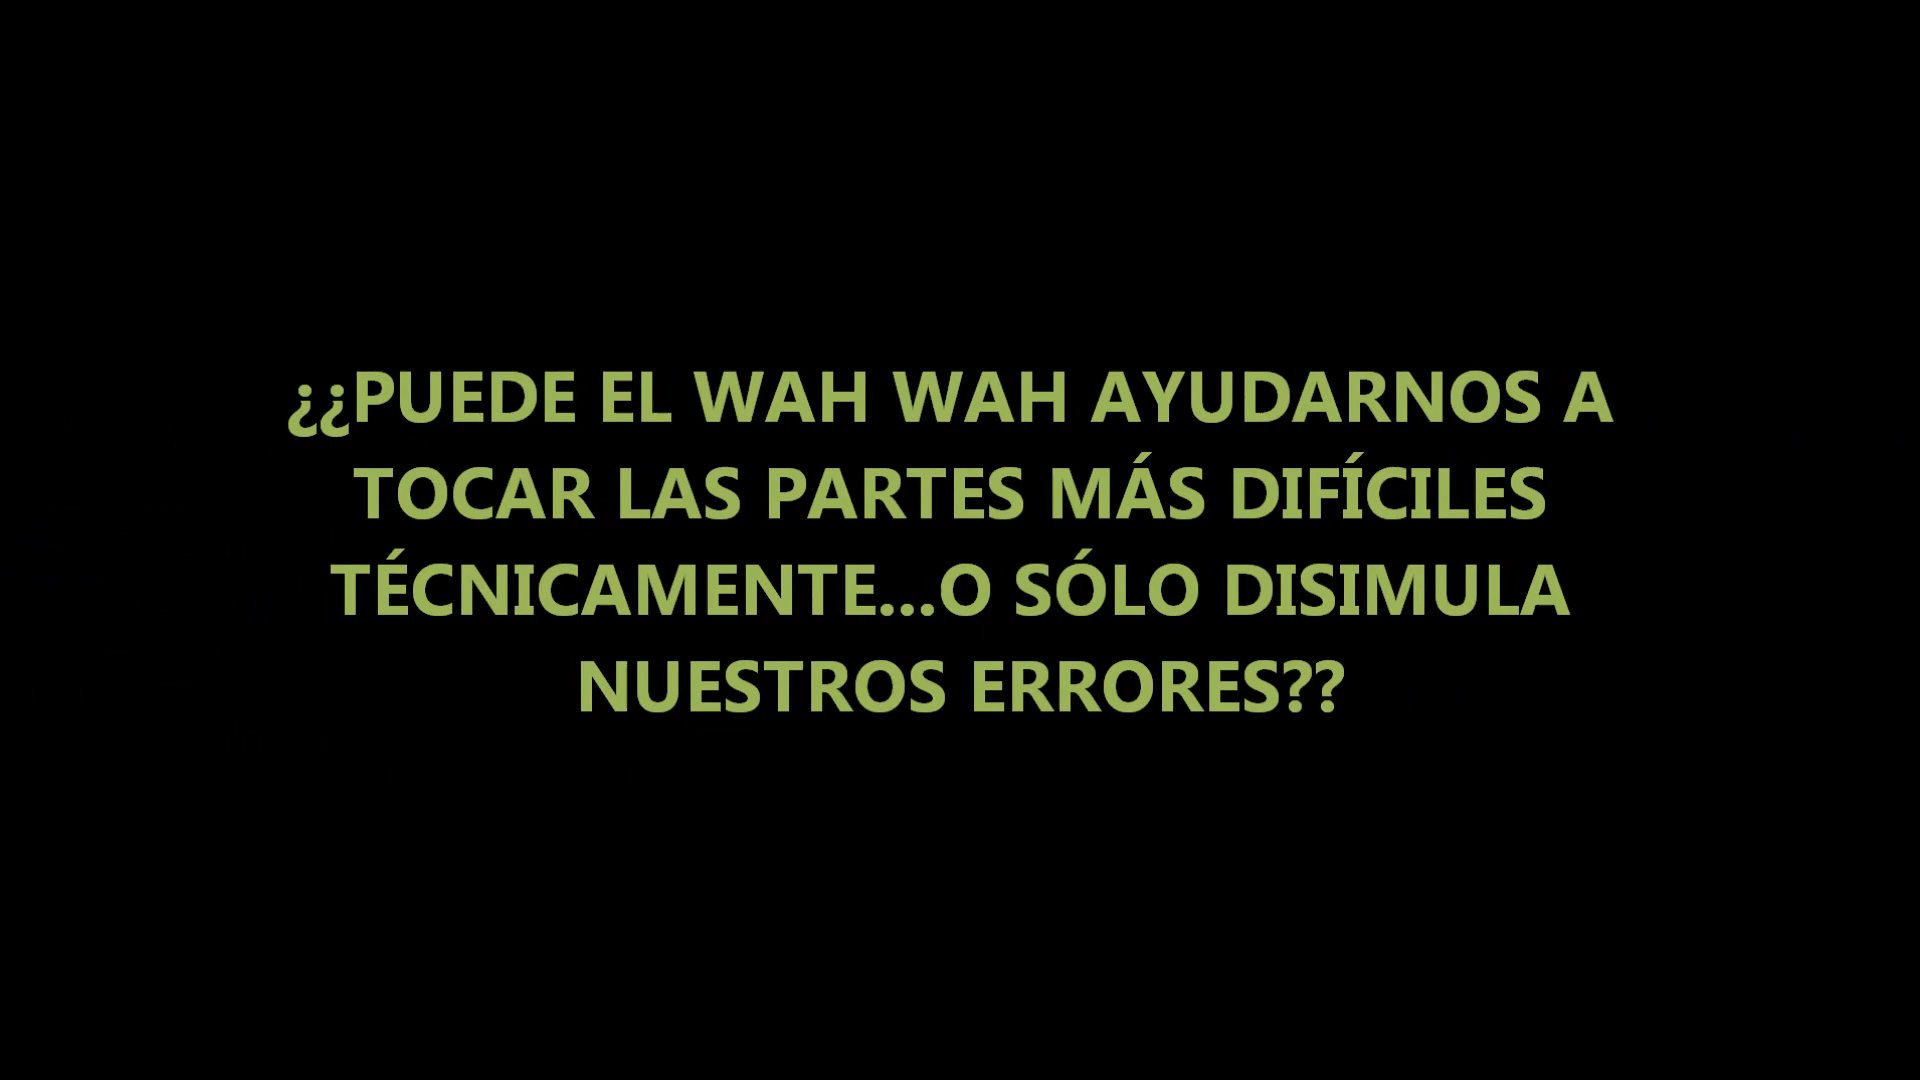 ¿¿PUEDE EL WAH WAH AYUDARNOS A
TOCAR LAS PARTES MÁS DIFÍCILES
TÉCNICAMENTE...O SÓLO DISIMULA
NUESTROS ERRORES??